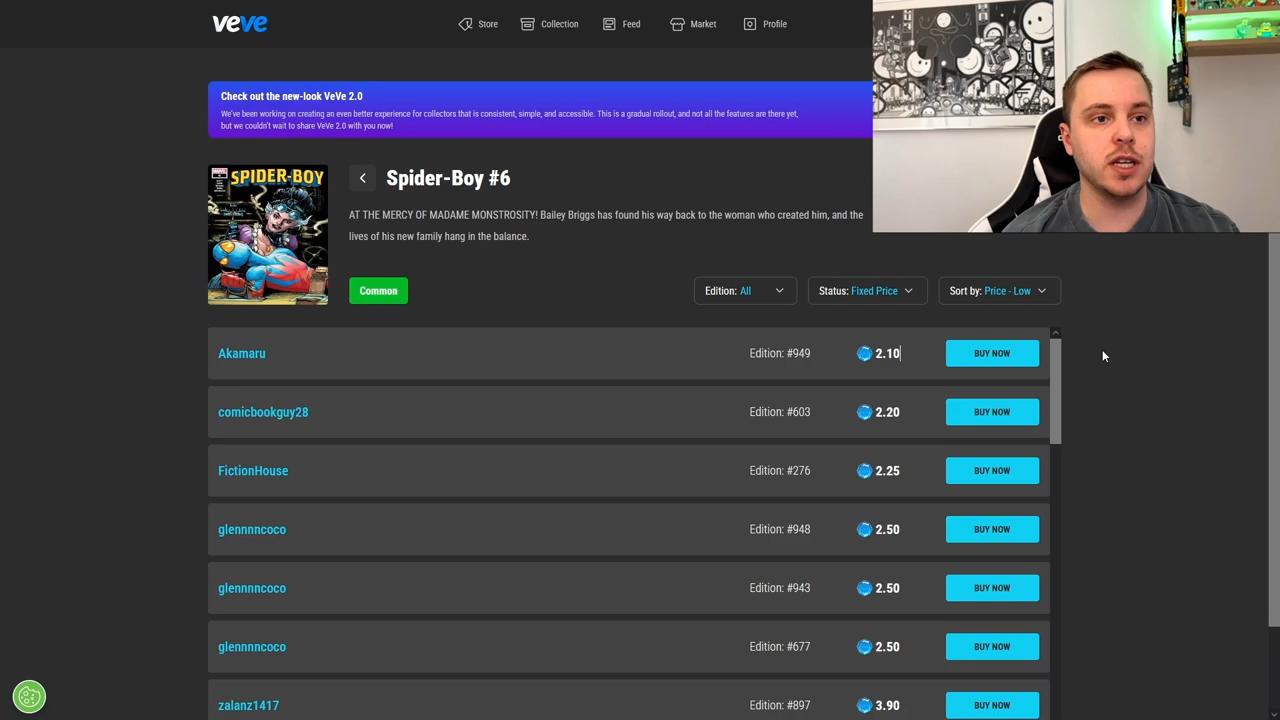 veve
Store
Collection
Feed
Market
Profile
Check out the new-look VeVe 2.0
We've been working on creating an even better experience for collectors that is consistent, simple, and accessible. This is a gradual rollout, and not all the features are there yet,
but we couldn't wait to share VeVe 2.0 with you now!
SPIDER-BOY
Spider-Boy #6
AT THE MERCY OF MADAME MONSTROSITY! Bailey Briggs has found his way back to the woman who created him, and the
lives of his new family hang in the balance.
Common
Edition: All
Status: Fixed Price
Sort by: Price - Low
Akamaru Edition: #949 2.10 BUY NOW
comicbookguy28 Edition: #603 2.20 BUY NOW
FictionHouse Edition: #276 2.25 BUY NOW
glennnncoco Edition: #948 2.50 BUY NOW
glennnncoco Edition: #943 2.50 BUY NOW
glennnncoco Edition: #677 2.50 BUY NOW
zalanz1417 Edition: #897 3.90 BUY NOW